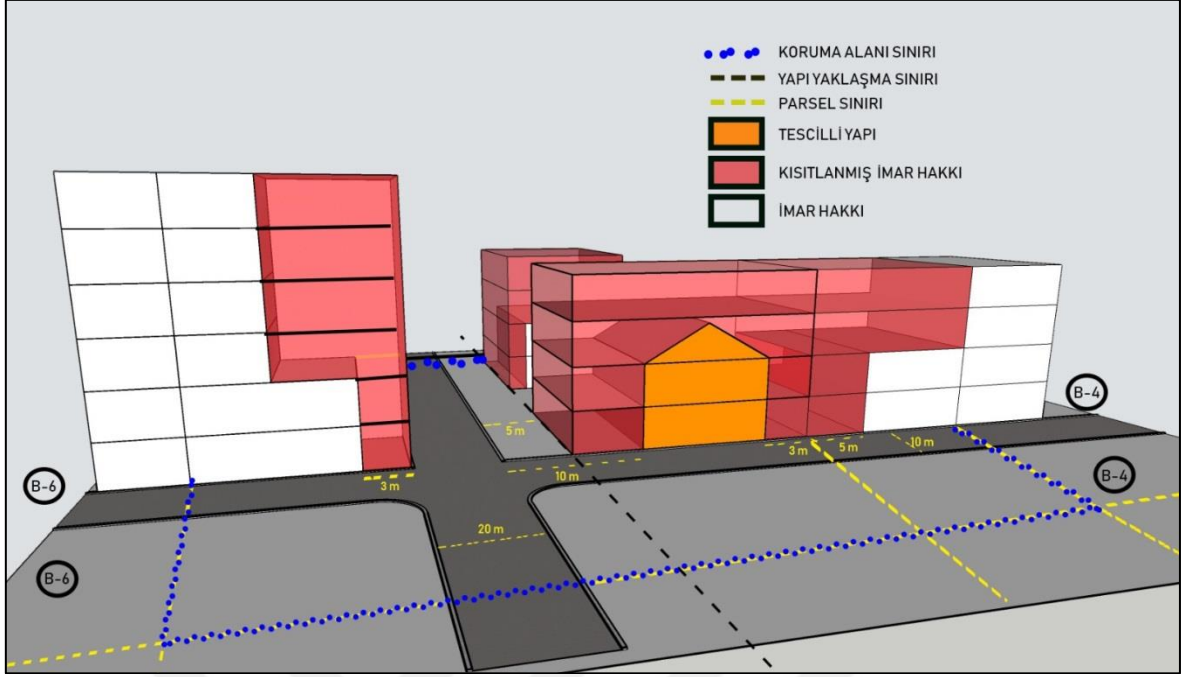 KORUMA ALANI SINIRI
YAPI YAKLAŞMA SINIRI
PARSEL SINIRI
TESCİLLİ YAPI
KISITLANMIŞ İMAR HAKKI
İMAR HAKKI
B-4
5 m
10 m
3 m
5 m
10 m
B-4
B-6
3 m
20 m
B-6